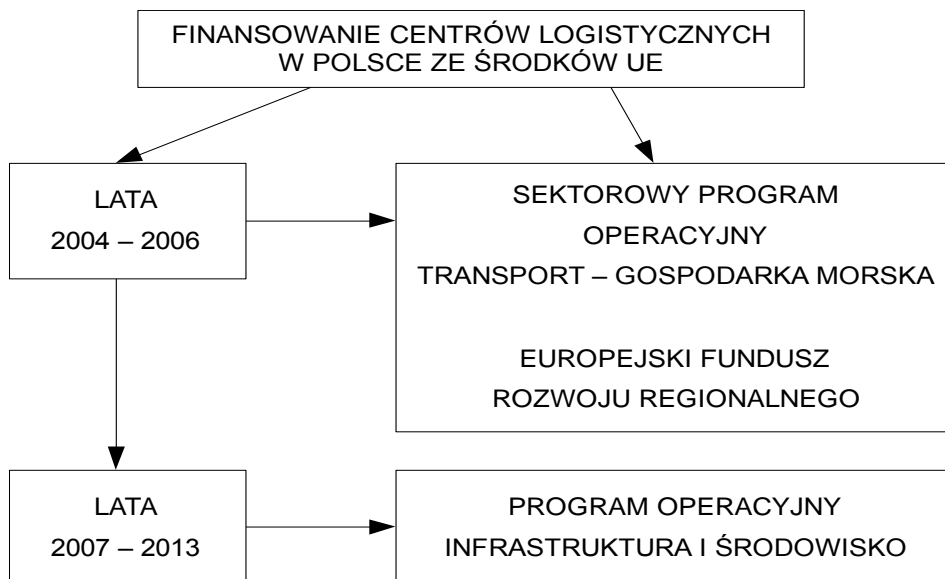 FINANSOWANIE CENTRÓW LOGISTYCZNYCH
W POLSCE ZE ŚRODKÓW UE
LATA
2004 – 2006
SEKTOROWY PROGRAM
OPERACYJNY
TRANSPORT – GOSPODARKA MORSKA
EUROPEJSKI FUNDUSZ
ROZWOJU REGIONALNEGO
LATA
2007 – 2013
PROGRAM OPERACYJNY
INFRASTRUKTURA I ŚRODOWISKO